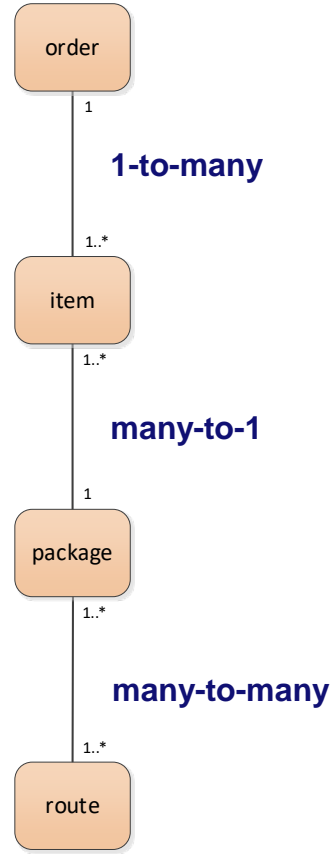 order
1
1-to-many
1..*
item
1..*
many-to-1
1
package
1..*
many-to-many
1..*
route